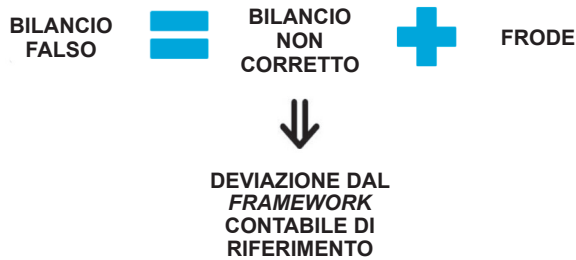 BILANCIO
FALSO
BILANCIO
NON
CORRETTO
FRODE
DEVIAZIONE DAL
FRAMEWORK
CONTABILE DI
RIFERIMENTO